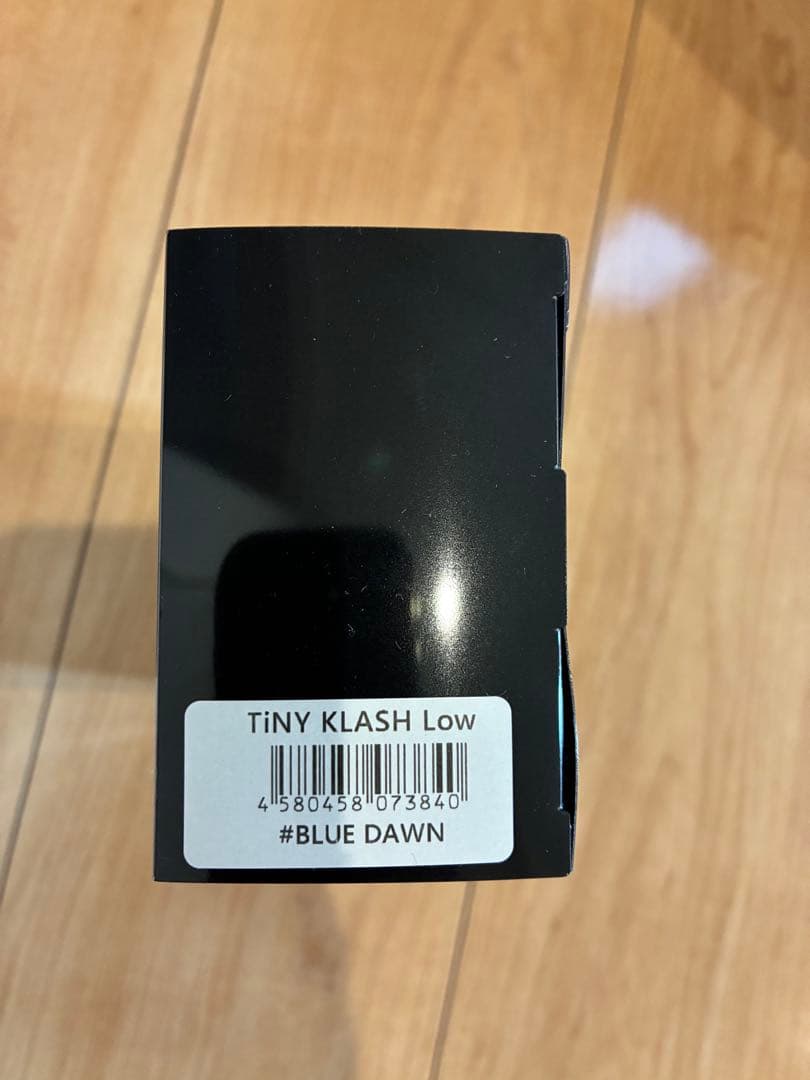 TiNY KLASH Low
4 580458 073840
#BLUE DAWN